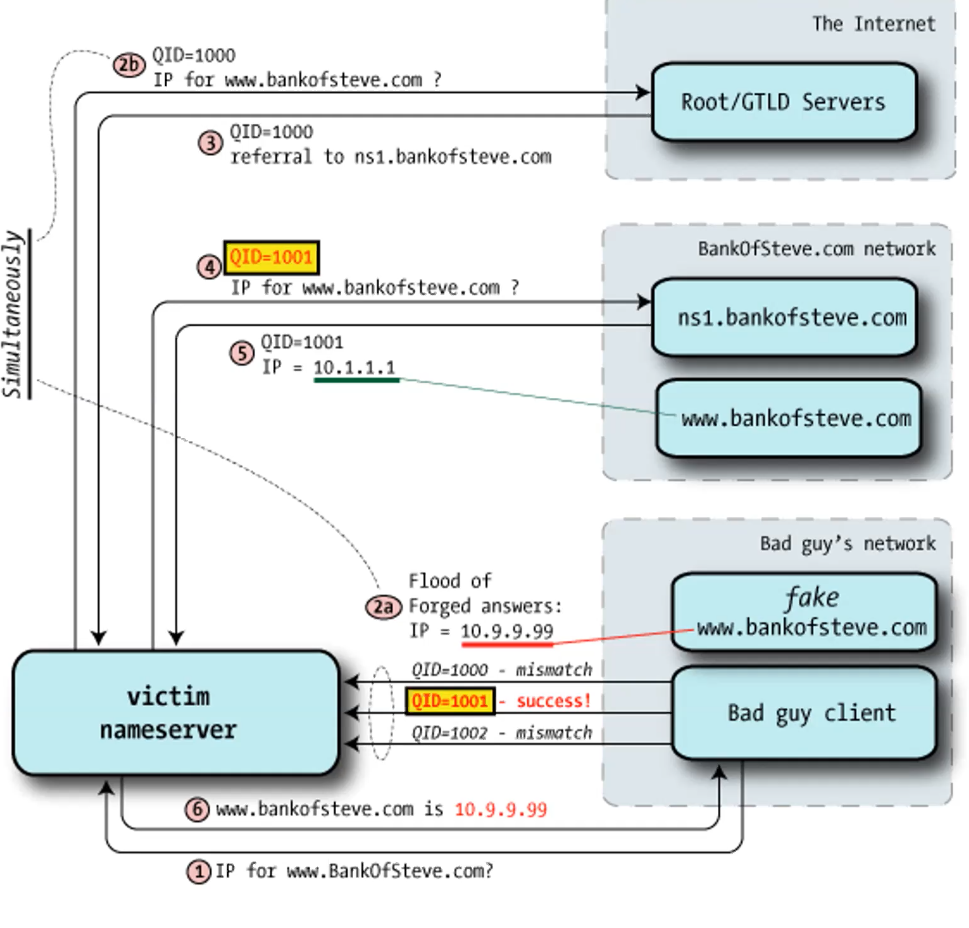 The Internet
2b QID=1000
IP for www.bankofsteve.com ?
Root/GTLD Servers
3 QID=1000
referral to ns1.bankofsteve.com
Simultaneously
BankOfSteve.com network
4 QID=1001
IP for www.bankofsteve.com ?
ns1.bankofsteve.com
5 QID=1001
IP = 10.1.1.1
www.bankofsteve.com
Bad guy's network
2a Flood of
Forged answers:
IP = 10.9.9.99
fake
www.bankofsteve.com
QID=1000 - mismatch
QID=1001 - success!
QID=1002 - mismatch
Bad guy client
victim
nameserver
6 www.bankofsteve.com is 10.9.9.99
1 IP for www.BankOfSteve.com?